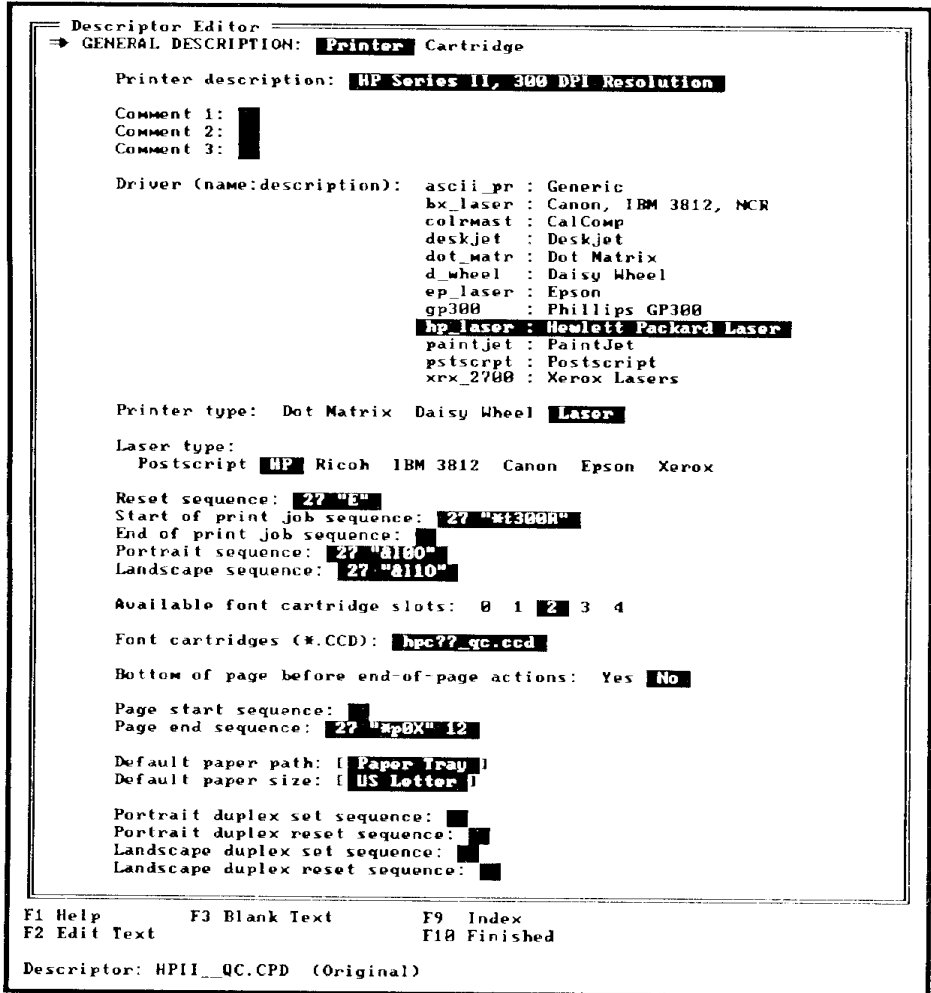 Descriptor Editor
⇒ GENERAL DESCRIPTION: Printer Cartridge
Printer description: HP Series II, 300 DPI Resolution
Comment 1:
Comment 2:
Comment 3:
Driver (name:description): ascii_pr : Generic
bx_laser : Canon, IBM 3812, NCR
colrmast : CalComp
deskjet : Deskjet
dot_matr : Dot Matrix
d_wheel : Daisy Wheel
ep_laser : Epson
gp300 : Phillips GP300
hp_laser : Hewlett Packard Laser
paintjet : PaintJet
pstscrpt : Postscript
xrx_2700 : Xerox Lasers
Printer type: Dot Matrix Daisy Wheel Laser
Laser type:
Postscript HP Ricoh IBM 3812 Canon Epson Xerox
Reset sequence: 27 "E"
Start of print job sequence: 27 "*t300R"
End of print job sequence:
Portrait sequence: 27 "&l0O"
Landscape sequence: 27 "&l1O"
Available font cartridge slots: 0 1 2 3 4
Font cartridges (*.CCD): hpc??_qc.ccd
Bottom of page before end-of-page actions: Yes No
Page start sequence:
Page end sequence: 27 "*p0X" 12
Default paper path: [ Paper Tray ]
Default paper size: [ US Letter ]
Portrait duplex set sequence:
Portrait duplex reset sequence:
Landscape duplex set sequence:
Landscape duplex reset sequence:
F1 Help F3 Blank Text F9 Index
F2 Edit Text F10 Finished
Descriptor: HPII__QC.CPD (Original)